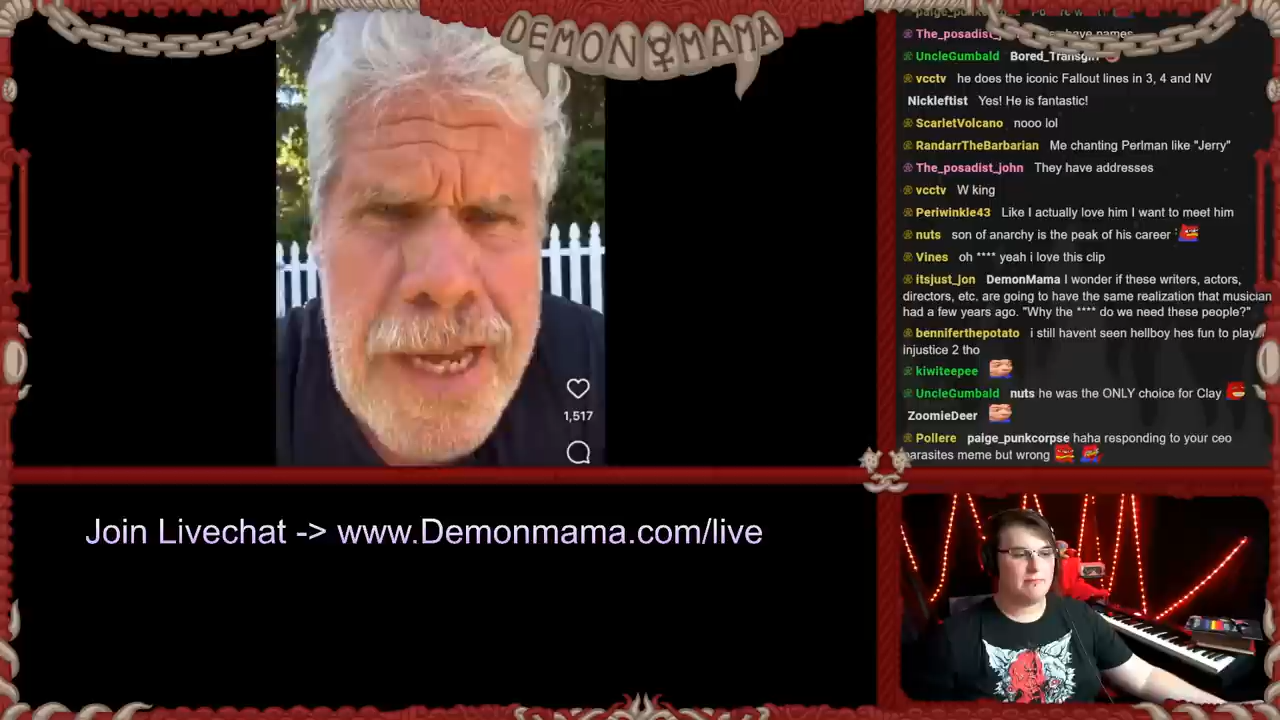 DEMON♀MAMA
The_posadist_j have names
UncleGumbald Bored_Transgirl
vcctv he does the iconic Fallout lines in 3, 4 and NV
Nickleftist Yes! He is fantastic!
ScarletVolcano nooo lol
RandarrTheBarbarian Me chanting Perlman like "Jerry"
The_posadist_john They have addresses
vcctv W king
Periwinkle43 Like I actually love him I want to meet him
nuts son of anarchy is the peak of his career
Vines oh **** yeah i love this clip
itsjust_jon DemonMama I wonder if these writers, actors,
directors, etc. are going to have the same realization that musician
had a few years ago. "Why the **** do we need these people?"
benniferthepotato i still havent seen hellboy hes fun to play
injustice 2 tho
kiwiteepee
UncleGumbald nuts he was the ONLY choice for Clay
ZoomieDeer
Pollere paige_punkcorpse haha responding to your ceo
parasites meme but wrong
1,517
Join Livechat -> www.Demonmama.com/live